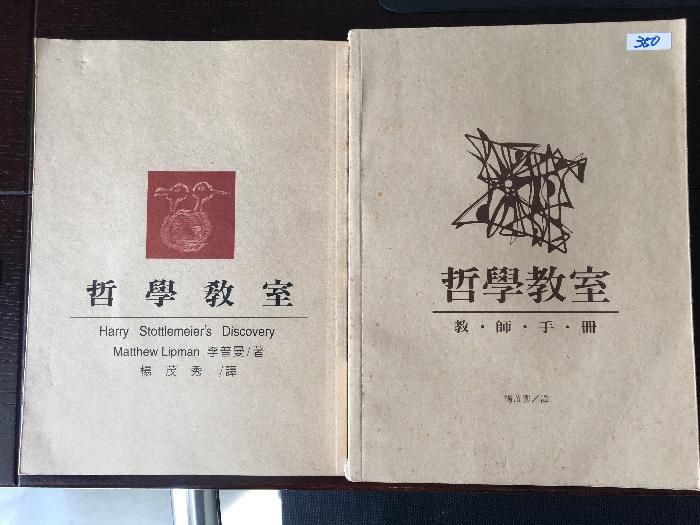 哲學教室
Harry Stottlemeier's Discovery
Matthew Lipman 李普曼/著
楊茂秀/譯
350
哲學教室
教・師・手・冊
楊茂秀/譯